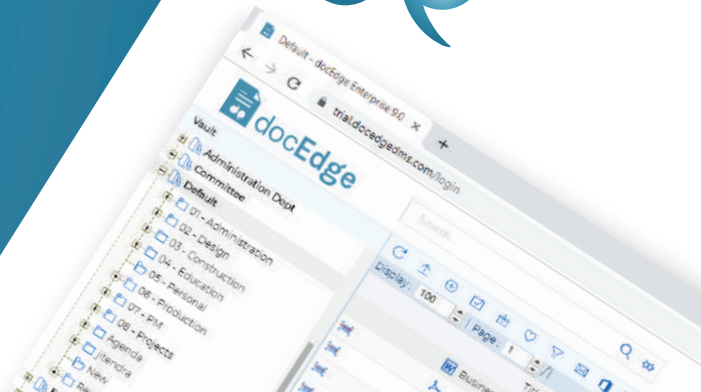 Default - docEdge Enterprise 9.0
trial.docedgedms.com/login
docEdge
Vault
Administration Dept
Committee
Default
01 - Administration
02 - Design
03 - Construction
04 - Education
05 - Personal
06 - Production
07 - PM
08 - Projects
Agenda
jitendra
New
Search...
Display: 100
Page: 1